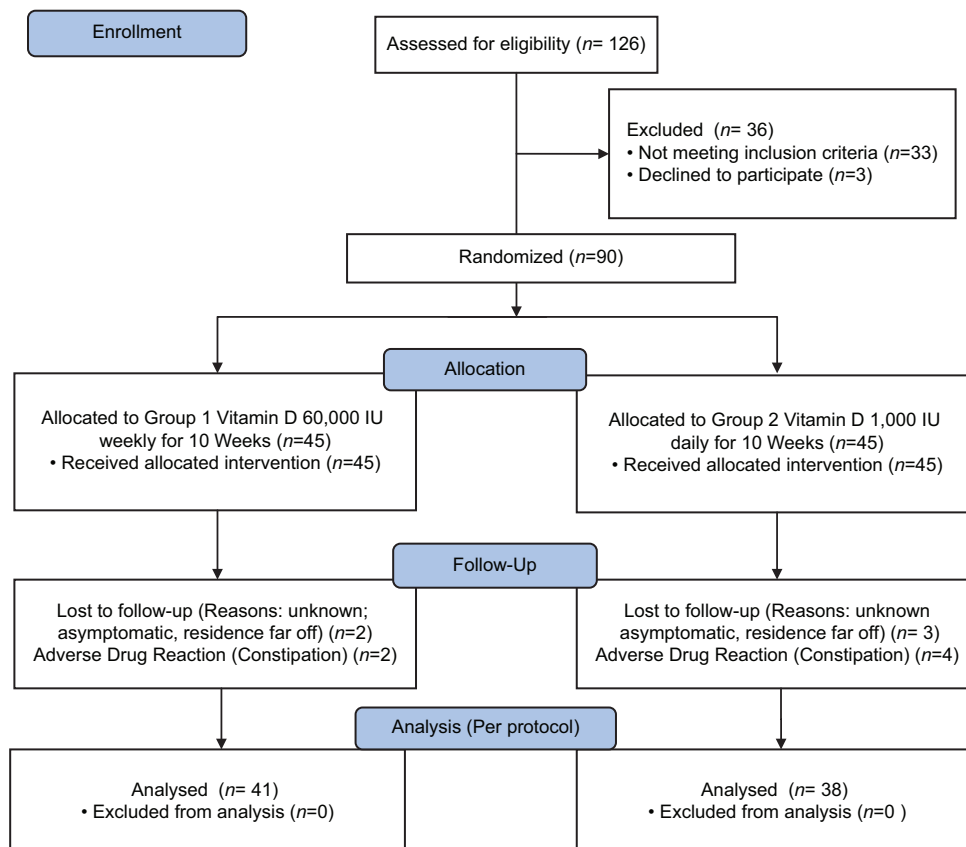 Enrollment
Assessed for eligibility (n= 126)
Excluded (n= 36)
• Not meeting inclusion criteria (n=33)
• Declined to participate (n=3)
Randomized (n=90)
Allocation
Allocated to Group 1 Vitamin D 60,000 IU
weekly for 10 Weeks (n=45)
• Received allocated intervention (n=45)
Allocated to Group 2 Vitamin D 1,000 IU
daily for 10 Weeks (n=45)
• Received allocated intervention (n=45)
Follow-Up
Lost to follow-up (Reasons: unknown;
asymptomatic, residence far off) (n=2)
Adverse Drug Reaction (Constipation) (n=2)
Lost to follow-up (Reasons: unknown
asymptomatic, residence far off) (n= 3)
Adverse Drug Reaction (Constipation) (n=4)
Analysis (Per protocol)
Analysed (n= 41)
• Excluded from analysis (n=0)
Analysed (n= 38)
• Excluded from analysis (n=0 )